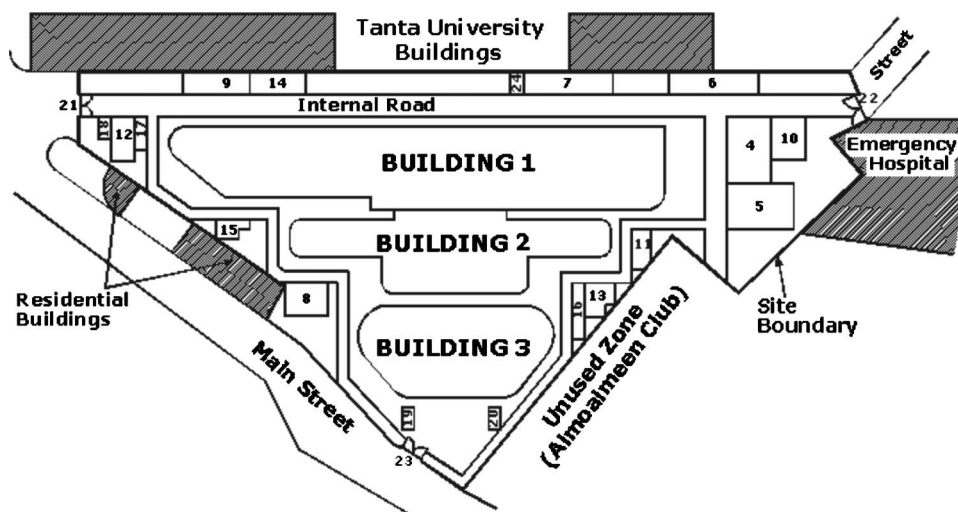 Tanta University
Buildings
Street
9
14
24
7
6
21
Internal Road
22
18
12
17
BUILDING 1
4
10
Emergency
Hospital
5
15
BUILDING 2
11
Residential
Buildings
8
16
13
Site
Boundary
BUILDING 3
Main Street
Unused Zone
(Almoalmeen Club)
19
20
23